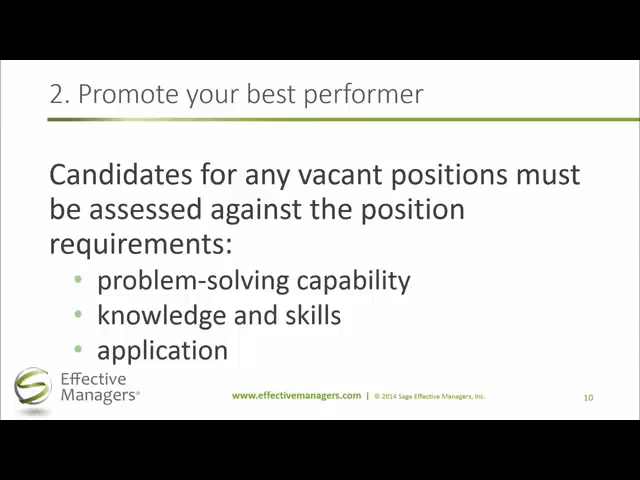 2. Promote your best performer
Candidates for any vacant positions must
be assessed against the position
requirements:
• problem-solving capability
• knowledge and skills
• application
Effective
Managers®
www.effectivemanagers.com | © 2014 Sage Effective Managers, Inc.
10